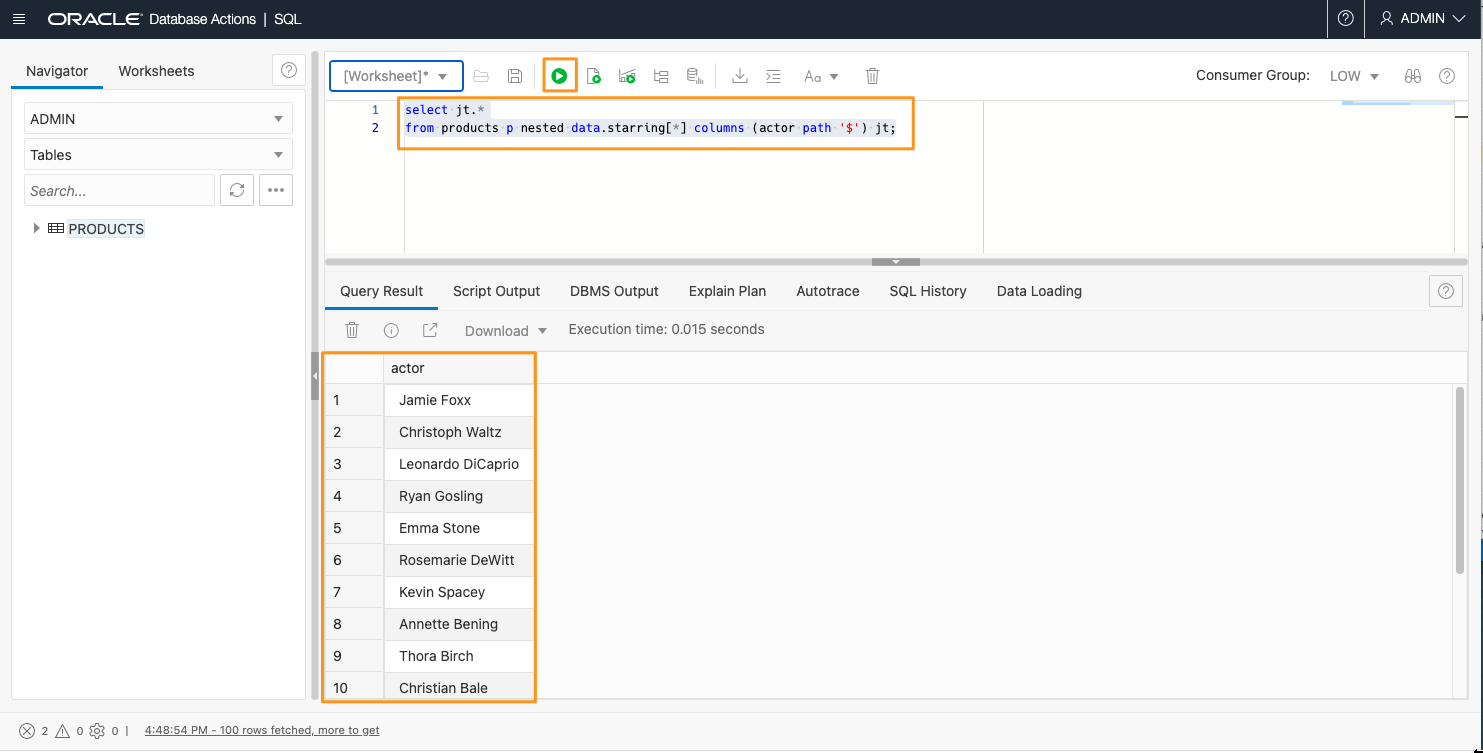 ORACLE Database Actions | SQL
ADMIN
Navigator
Worksheets
ADMIN
Tables
Search...
PRODUCTS
[Worksheet]*
Aa
Consumer Group:
LOW
1 select jt.*
2 from products p nested data.starring[*] columns (actor path '$') jt;
Query Result
Script Output
DBMS Output
Explain Plan
Autotrace
SQL History
Data Loading
Download
Execution time: 0.015 seconds
actor
1 Jamie Foxx
2 Christoph Waltz
3 Leonardo DiCaprio
4 Ryan Gosling
5 Emma Stone
6 Rosemarie DeWitt
7 Kevin Spacey
8 Annette Bening
9 Thora Birch
10 Christian Bale
2 0 0 | 4:48:54 PM - 100 rows fetched, more to get